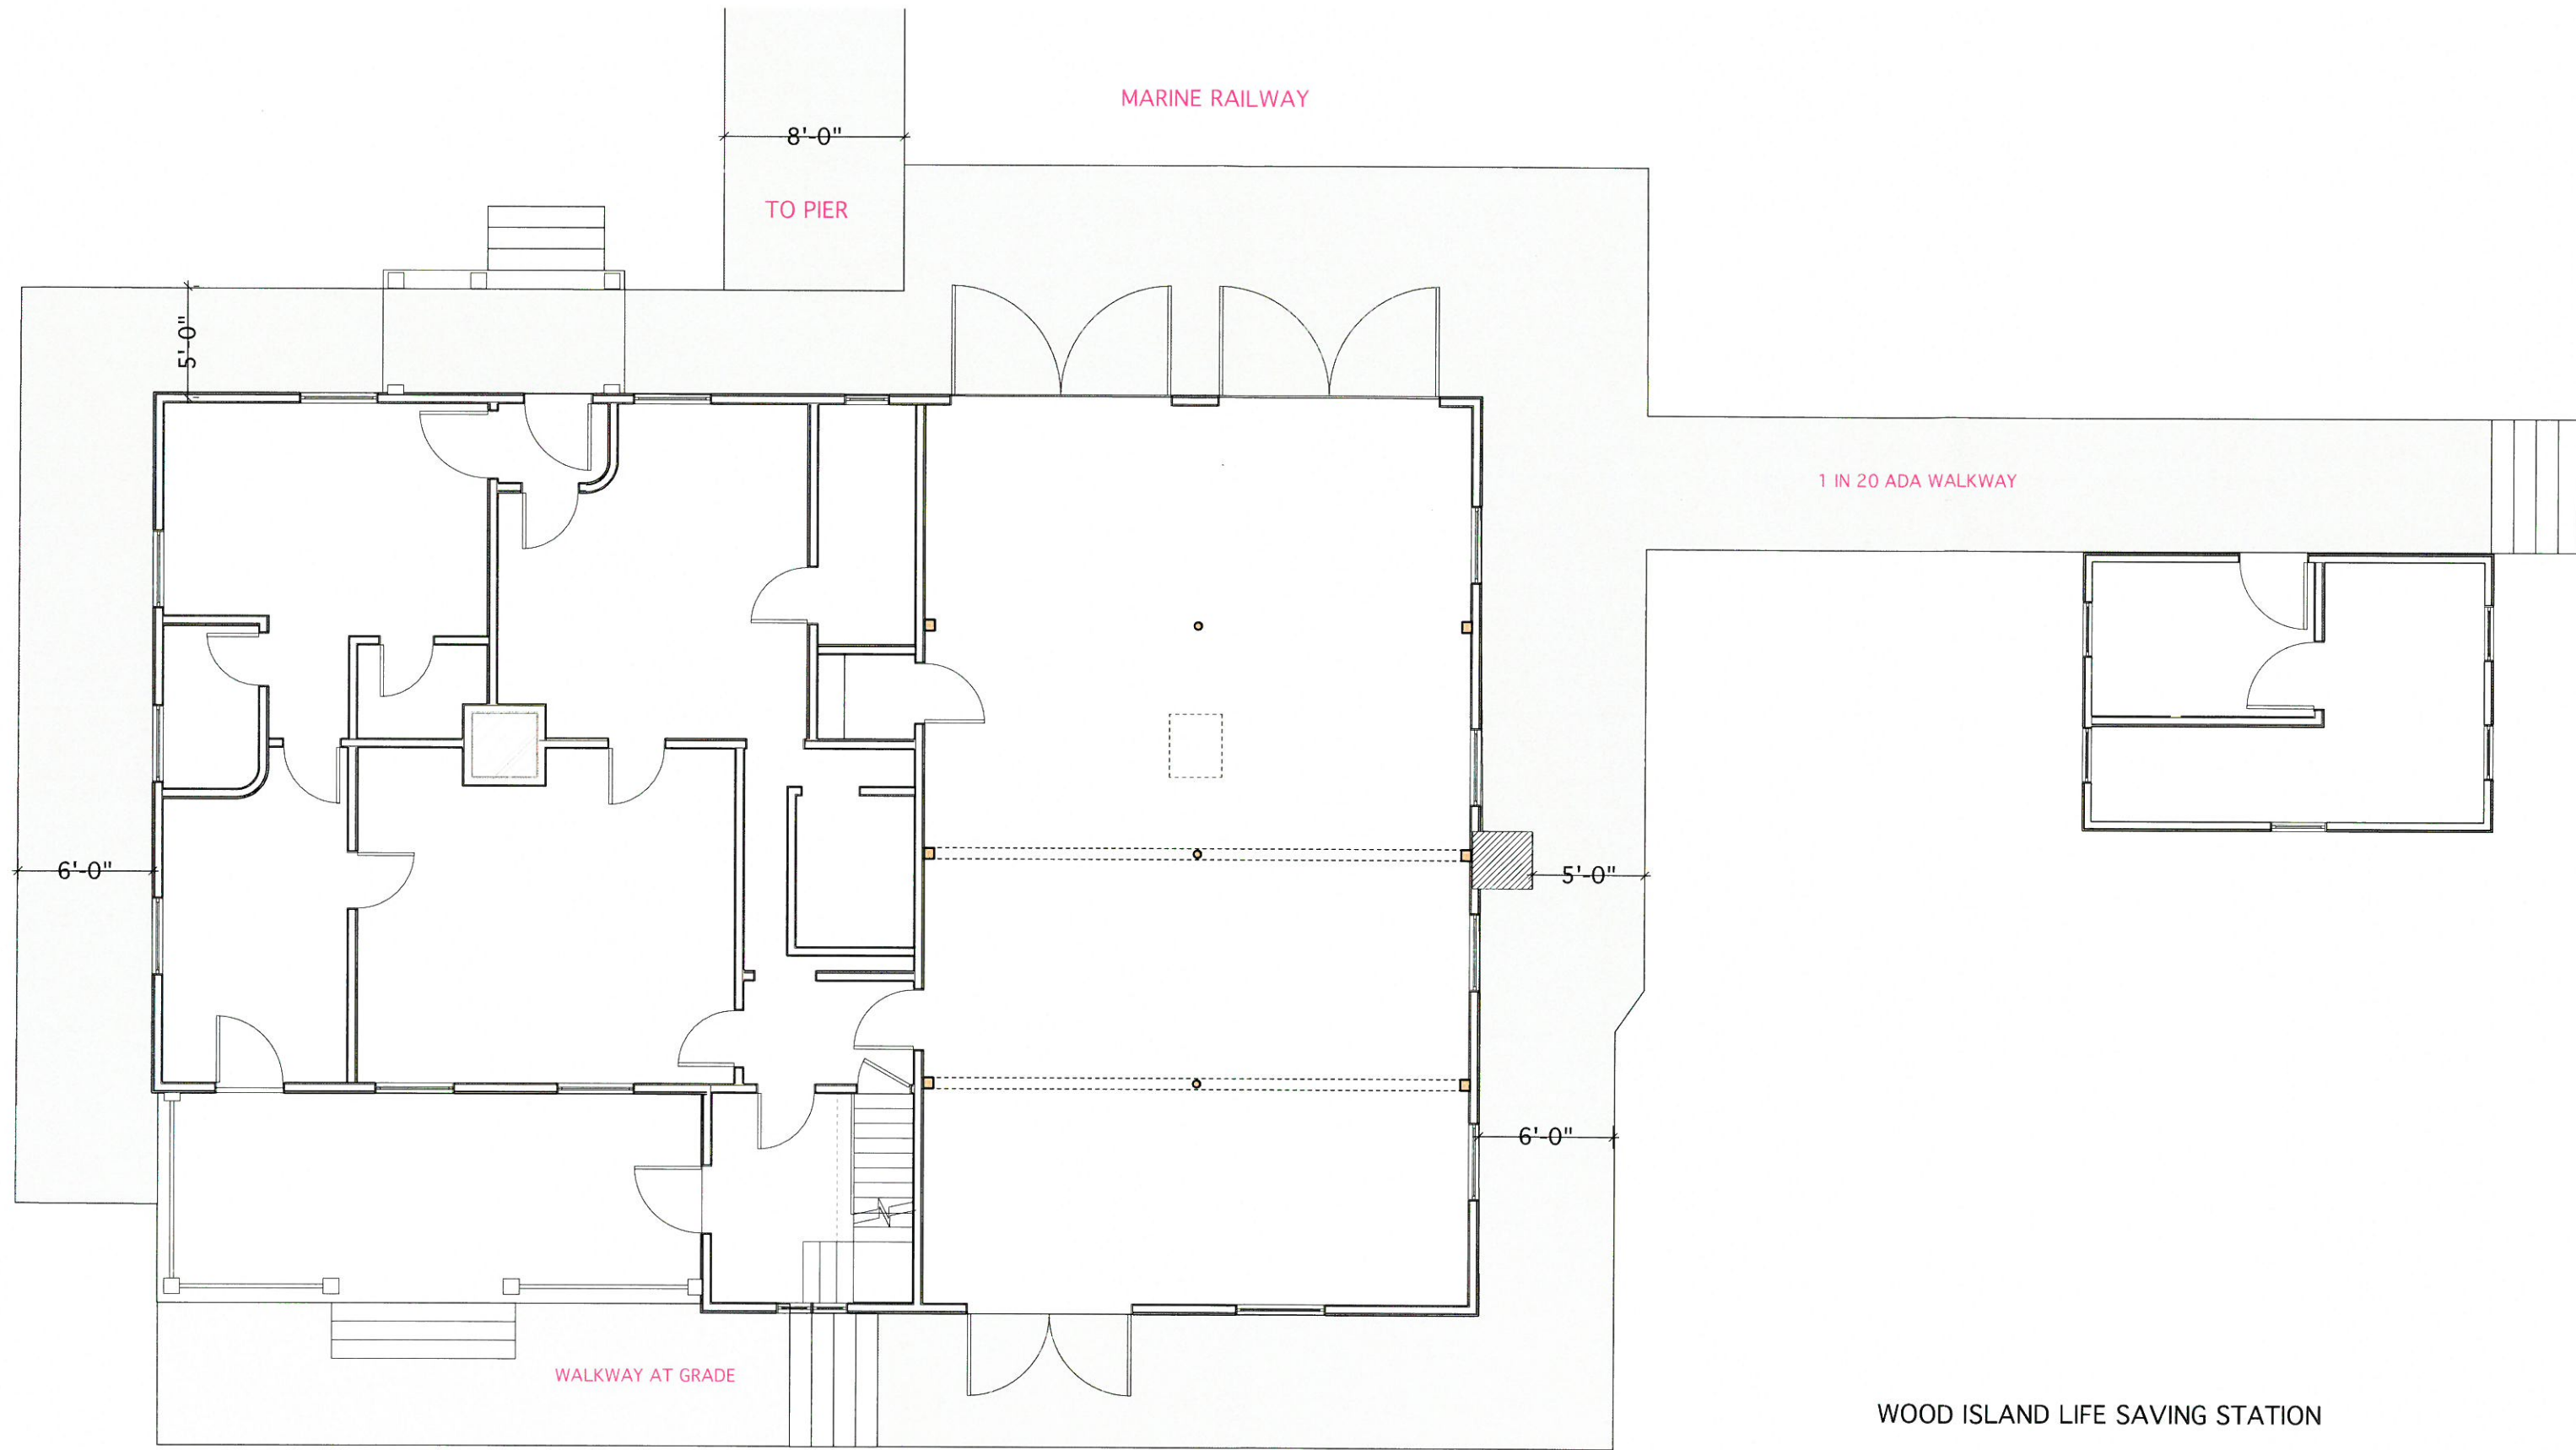 MARINE RAILWAY
8'-0"
TO PIER
5'-0"
1 IN 20 ADA WALKWAY
6'-0"
5'-0"
6'-0"
WALKWAY AT GRADE
WOOD ISLAND LIFE SAVING STATION